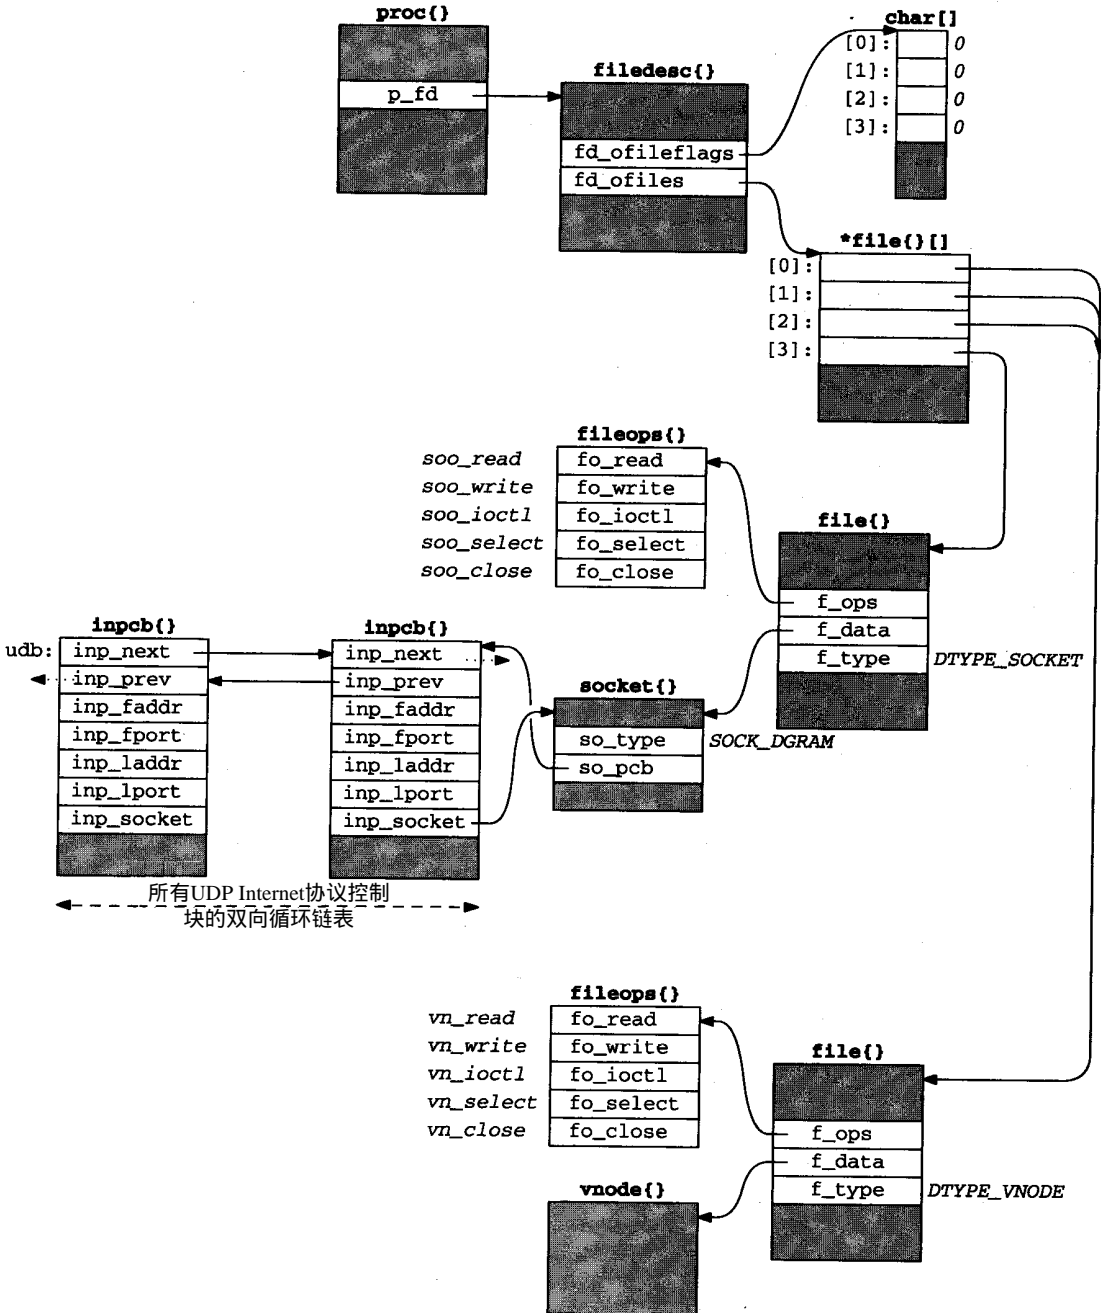 proc{}
p_fd
filedesc{}
fd_ofileflags
fd_ofiles
char[]
[0]: 0
[1]: 0
[2]: 0
[3]: 0
*file{}[]
[0]:
[1]:
[2]:
[3]:
fileops{}
soo_read fo_read
soo_write fo_write
soo_ioctl fo_ioctl
soo_select fo_select
soo_close fo_close
file{}
f_ops
f_data
f_type DTYPE_SOCKET
inpcb{}
udb: inp_next
inp_prev
inp_faddr
inp_fport
inp_laddr
inp_lport
inp_socket
inpcb{}
inp_next
inp_prev
inp_faddr
inp_fport
inp_laddr
inp_lport
inp_socket
socket{}
so_type SOCK_DGRAM
so_pcb
所有UDP Internet协议控制
块的双向循环链表
fileops{}
vn_read fo_read
vn_write fo_write
vn_ioctl fo_ioctl
vn_select fo_select
vn_close fo_close
file{}
f_ops
f_data
f_type DTYPE_VNODE
vnode{}